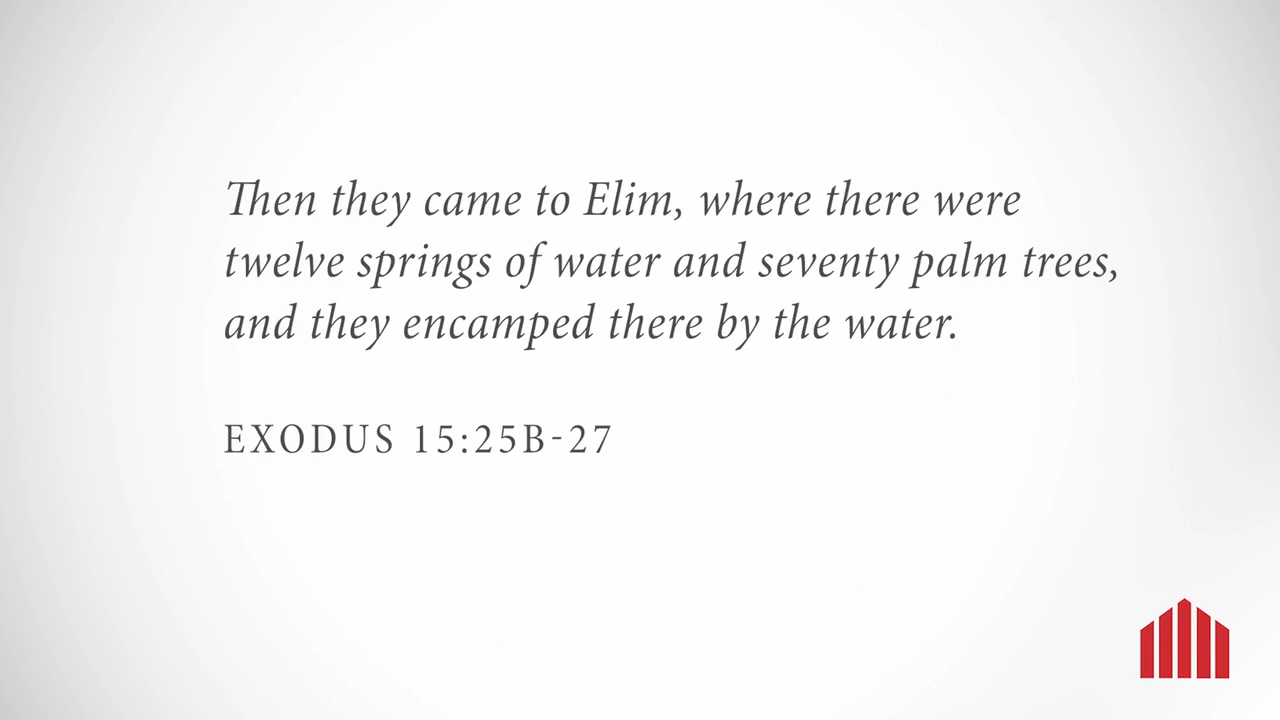 Then they came to Elim, where there were
twelve springs of water and seventy palm trees,
and they encamped there by the water.
EXODUS 15:25B-27